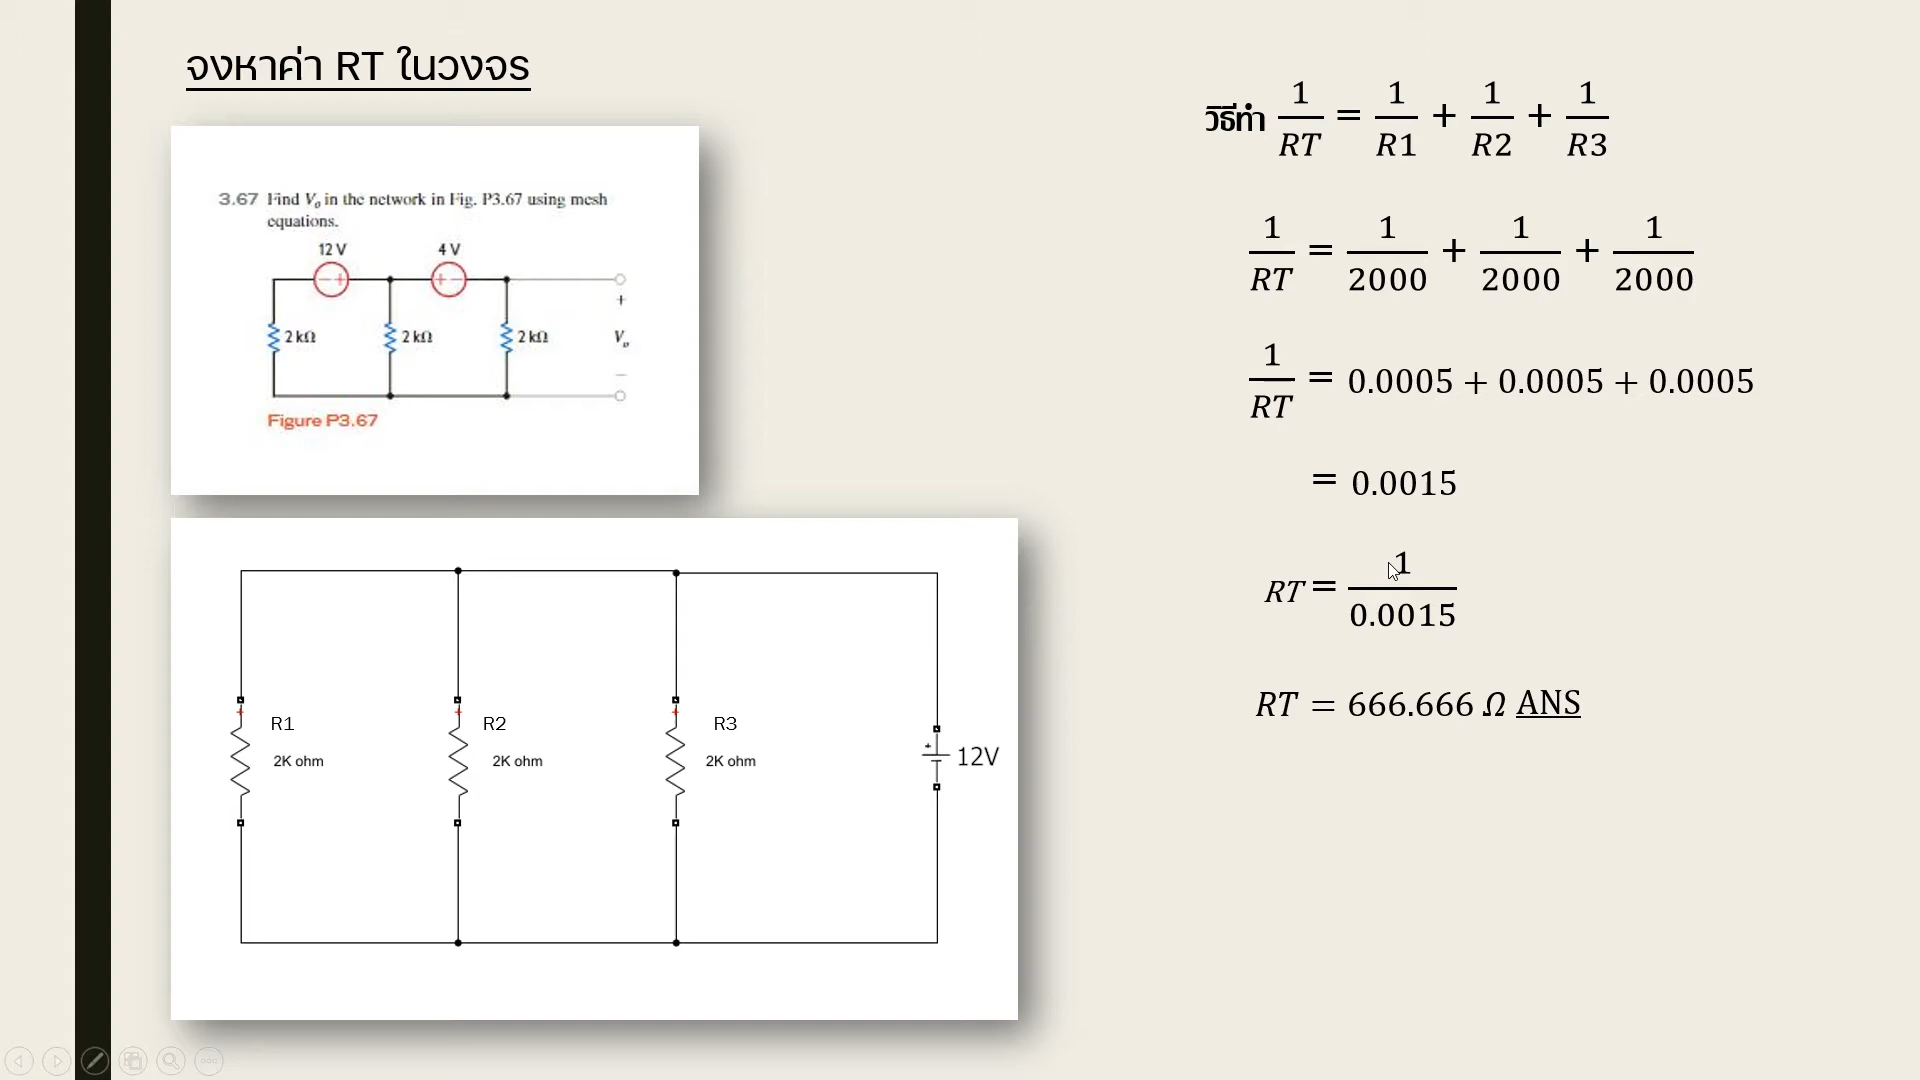 จงหาค่า RT ในวงจร
3.67 Find Vo in the network in Fig. P3.67 using mesh
equations.
12 V
4 V
+
2 kΩ
2 kΩ
2 kΩ
Vo
−
Figure P3.67
R1
R2
R3
2K ohm
2K ohm
2K ohm
12V
วิธีทำ 1/RT = 1/R1 + 1/R2 + 1/R3
1/RT = 1/2000 + 1/2000 + 1/2000
1/RT = 0.0005 + 0.0005 + 0.0005
= 0.0015
RT = 1/0.0015
RT = 666.666 Ω ANS